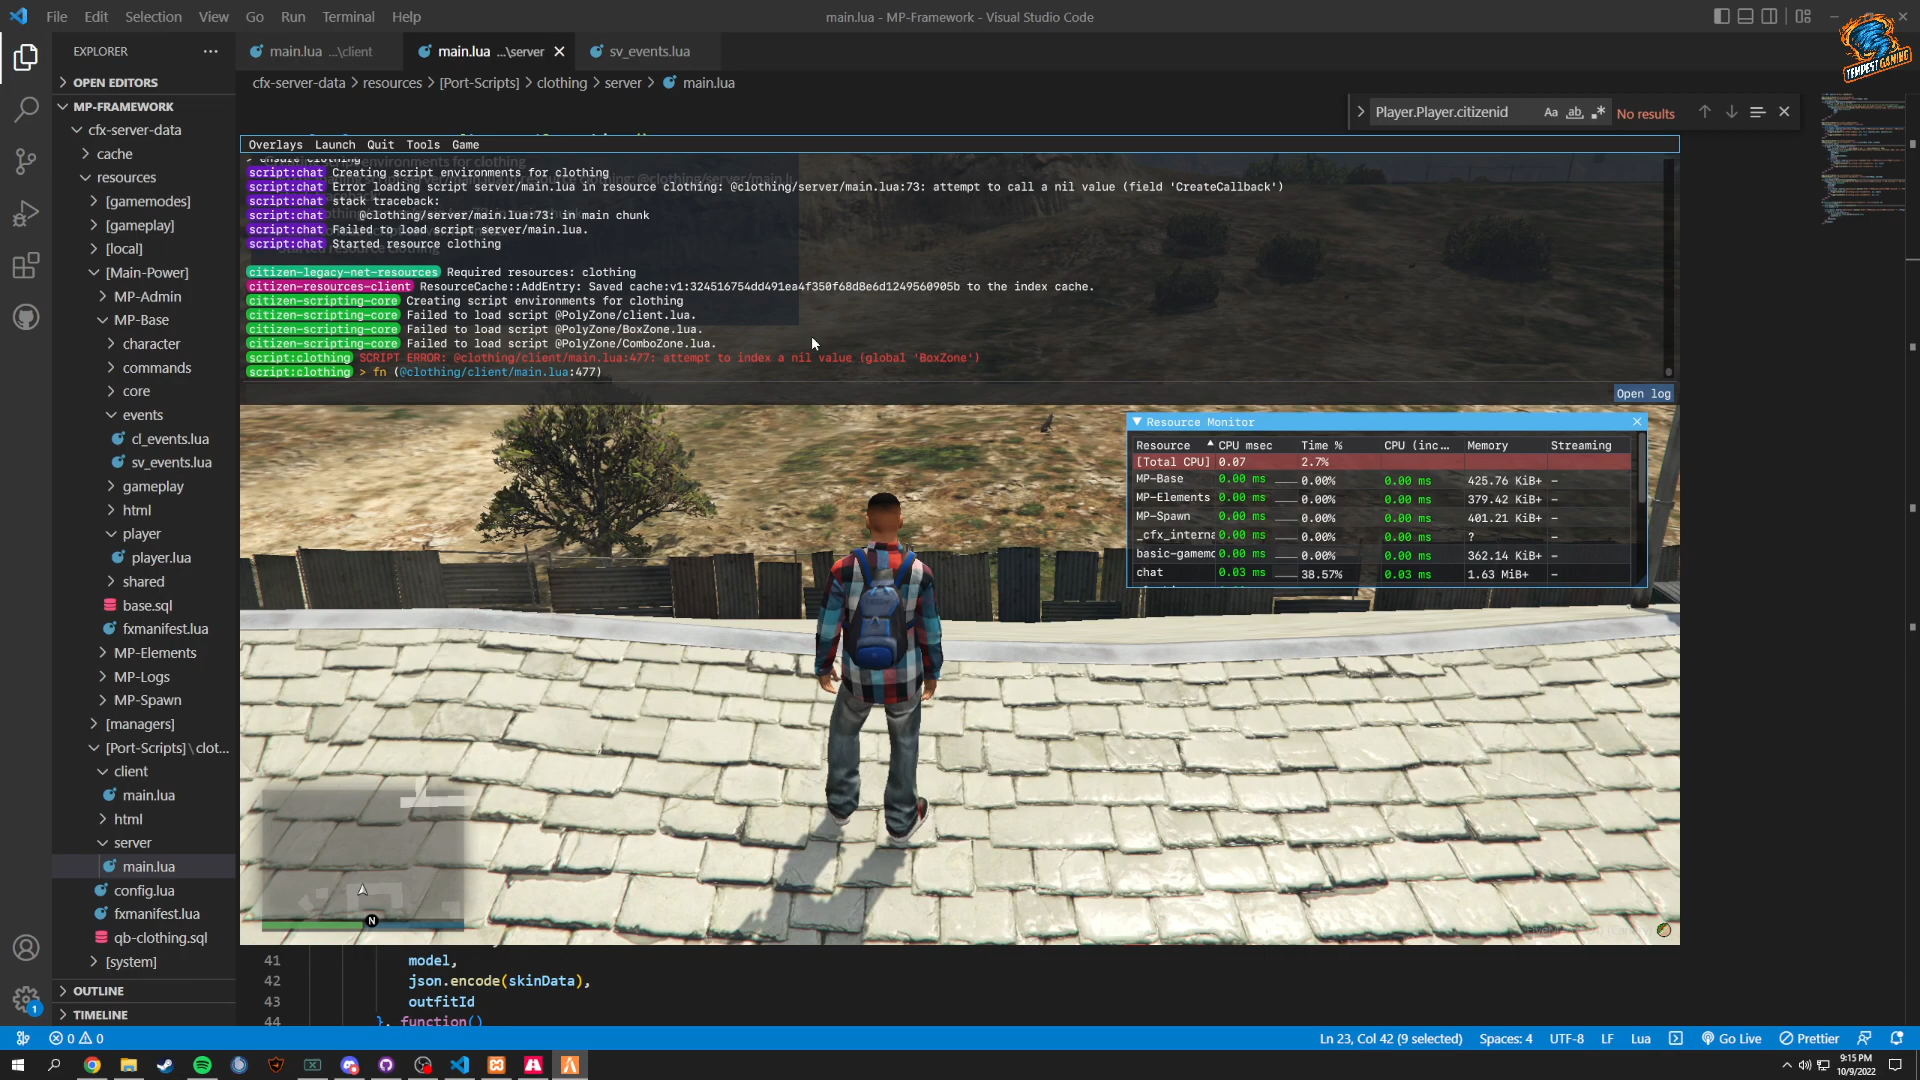 File Edit Selection View Go Run Terminal Help
main.lua - MP-Framework - Visual Studio Code
TEMPEST GAMING
EXPLORER
main.lua ...\client
main.lua ...\server
sv_events.lua
OPEN EDITORS
cfx-server-data > resources > [Port-Scripts] > clothing > server > main.lua
MP-FRAMEWORK
Player.Player.citizenid
Aa ab
No results
cfx-server-data
cache
resources
[gamemodes]
[gameplay]
[local]
[Main-Power]
MP-Admin
MP-Base
character
commands
core
events
cl_events.lua
sv_events.lua
gameplay
html
player
player.lua
shared
base.sql
fxmanifest.lua
MP-Elements
MP-Logs
MP-Spawn
[managers]
[Port-Scripts]\clot...
client
main.lua
html
server
main.lua
config.lua
fxmanifest.lua
qb-clothing.sql
[system]
OUTLINE
TIMELINE
Overlays Launch Quit Tools Game
> ensure clothing
script:chat Creating script environments for clothing
script:chat Error loading script server/main.lua in resource clothing: @clothing/server/main.lua:73: attempt to call a nil value (field 'CreateCallback')
script:chat stack traceback:
script:chat @clothing/server/main.lua:73: in main chunk
script:chat Failed to load script server/main.lua.
script:chat Started resource clothing
citizen-legacy-net-resources Required resources: clothing
citizen-resources-client ResourceCache::AddEntry: Saved cache:v1:324516754dd491ea4f350f68d8e6d1249560905b to the index cache.
citizen-scripting-core Creating script environments for clothing
citizen-scripting-core Failed to load script @PolyZone/client.lua.
citizen-scripting-core Failed to load script @PolyZone/BoxZone.lua.
citizen-scripting-core Failed to load script @PolyZone/ComboZone.lua.
script:clothing SCRIPT ERROR: @clothing/client/main.lua:477: attempt to index a nil value (global 'BoxZone')
script:clothing > fn (@clothing/client/main.lua:477)
Open log
Resource Monitor
Resource CPU msec Time % CPU (inc... Memory Streaming
[Total CPU] 0.07 2.7%
MP-Base 0.00 ms 0.00% 0.00 ms 425.76 KiB+ –
MP-Elements 0.00 ms 0.00% 0.00 ms 379.42 KiB+ –
MP-Spawn 0.00 ms 0.00% 0.00 ms 401.21 KiB+ –
_cfx_interna 0.00 ms 0.00% 0.00 ms ? –
basic-gamemo 0.00 ms 0.00% 0.00 ms 362.14 KiB+ –
chat 0.03 ms 38.57% 0.03 ms 1.63 MiB+ –
N
41 model,
42 json.encode(skinData),
43 outfitId
44 }, function()
1
0 0
Ln 23, Col 42 (9 selected) Spaces: 4 UTF-8 LF Lua Go Live Prettier
9:15 PM
10/9/2022